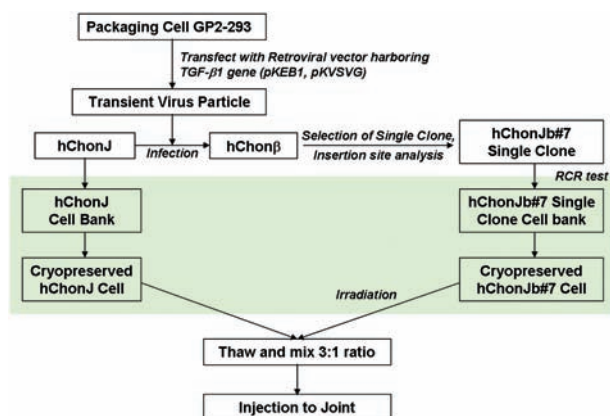 Packaging Cell GP2-293
Transfect with Retroviral vector harboring
TGF-β1 gene (pKEB1, pKVSVG)
Transient Virus Particle
hChonJ
Infection
hChonβ
Selection of Single Clone,
Insertion site analysis
hChonJb#7
Single Clone
RCR test
hChonJ
Cell Bank
hChonJb#7 Single
Clone Cell bank
Cryopreserved
hChonJ Cell
Irradiation
Cryopreserved
hChonJb#7 Cell
Thaw and mix 3:1 ratio
Injection to Joint